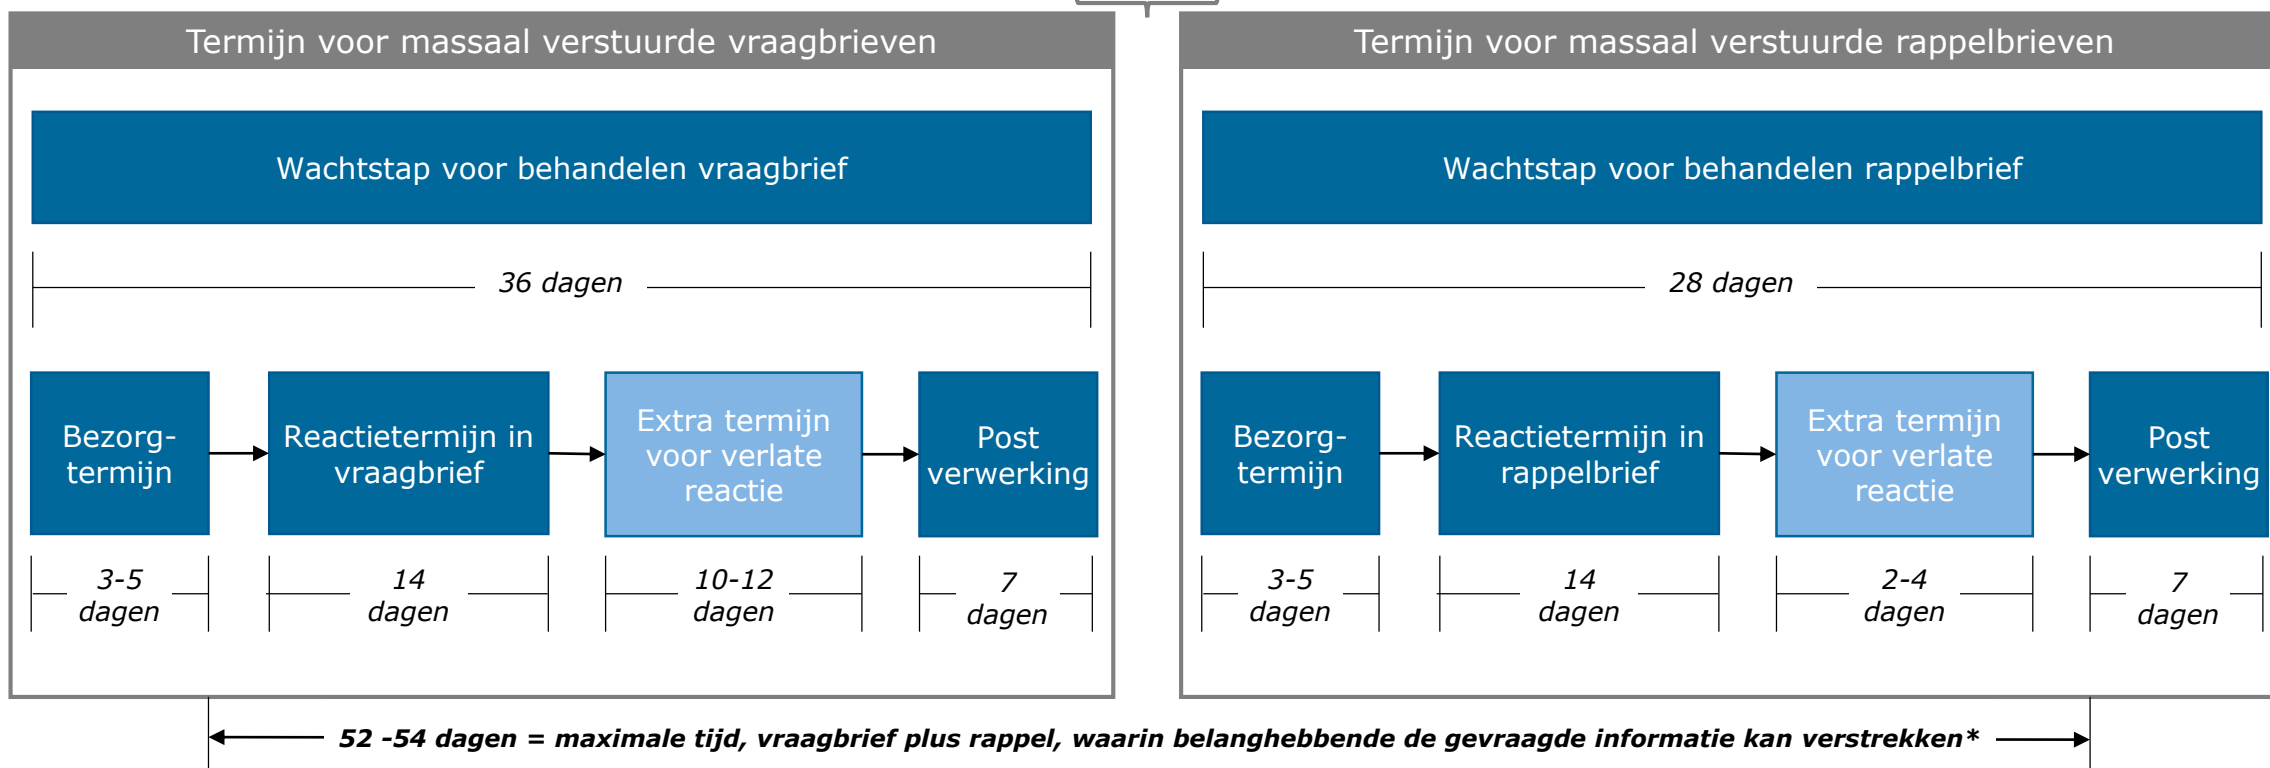 Termijn voor massaal verstuurde vraagbrieven
Wachtstap voor behandelen vraagbrief
36 dagen
Bezorg-
termijn
Reactietermijn in
vraagbrief
Extra termijn
voor verlate
reactie
Post
verwerking
3-5
dagen
14
dagen
10-12
dagen
7
dagen
Termijn voor massaal verstuurde rappelbrieven
Wachtstap voor behandelen rappelbrief
28 dagen
Bezorg-
termijn
Reactietermijn in
rappelbrief
Extra termijn
voor verlate
reactie
Post
verwerking
3-5
dagen
14
dagen
2-4
dagen
7
dagen
52 -54 dagen = maximale tijd, vraagbrief plus rappel, waarin belanghebbende de gevraagde informatie kan verstrekken*